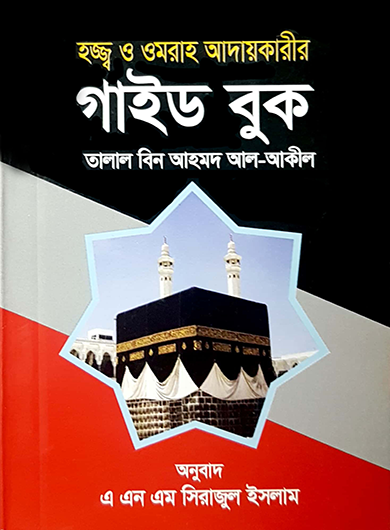 হজ্জ্ব ও ওমরাহ আদায়কারীর
গাইড বুক
তালাল বিন আহমদ আল-আকীল
অনুবাদ
এ এন এম সিরাজুল ইসলাম